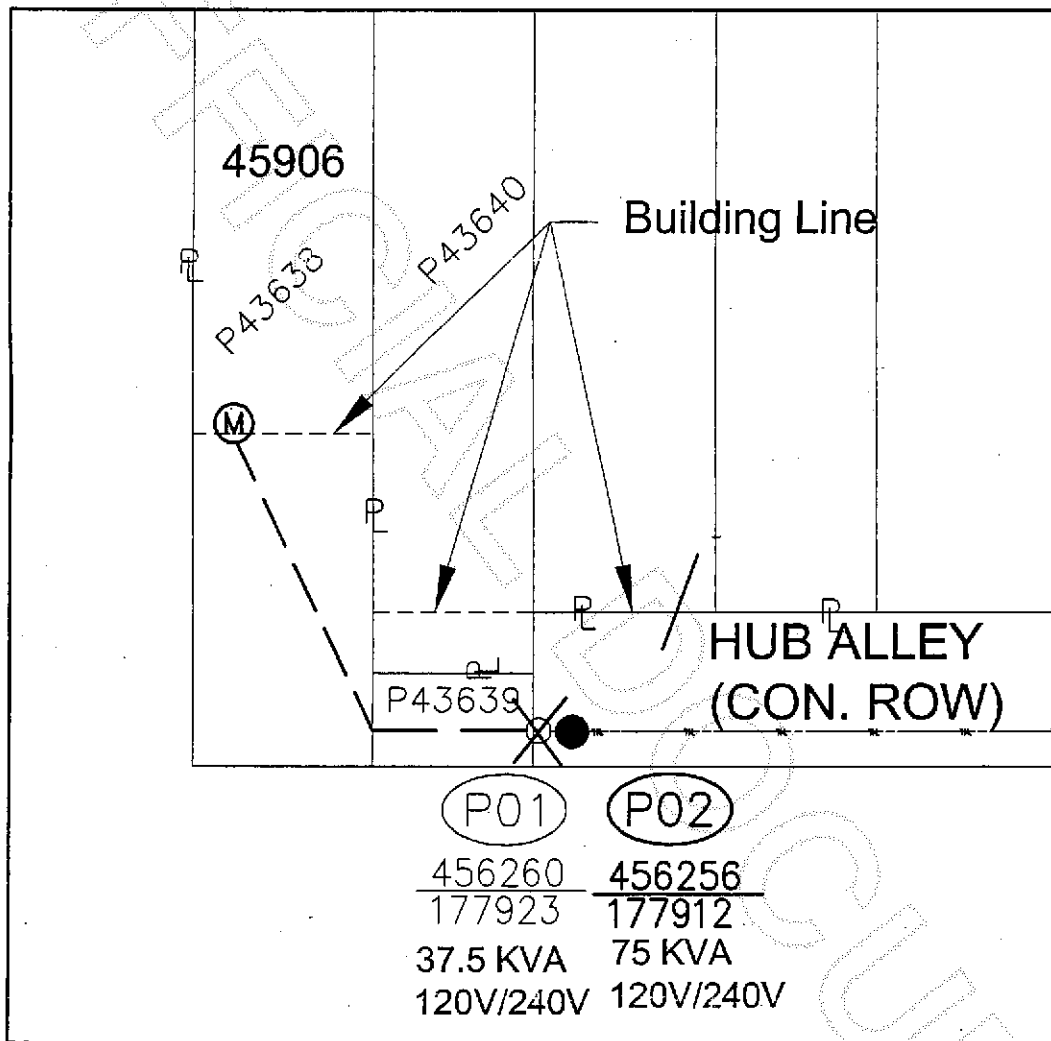 45906
P43640
Building Line
P43638
M
HUB ALLEY
(CON. ROW)
P43639
P01
P02
456260
177923
37.5 KVA
120V/240V
456256
177912
75 KVA
120V/240V
PL
PL
PL
PL
PL